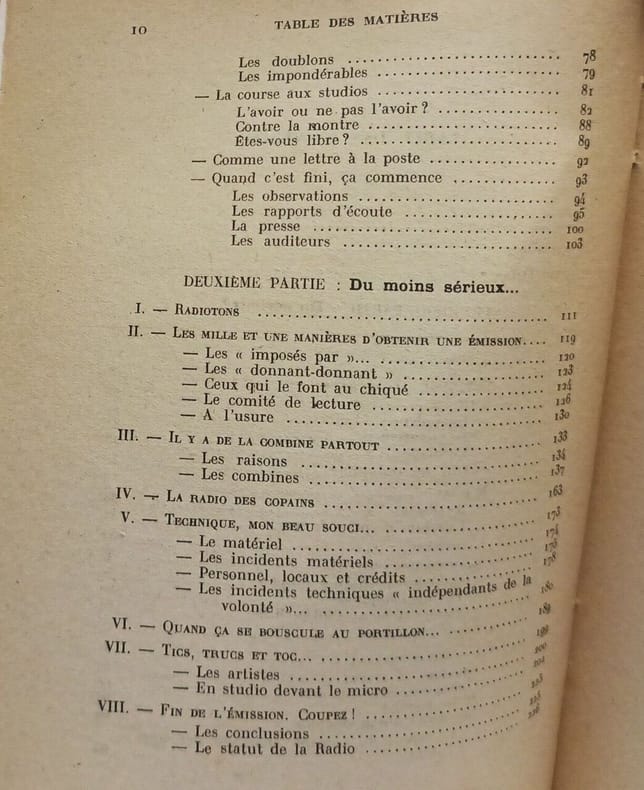 10 TABLE DES MATIÈRES
Les doublons .......................... 78
Les impondérables .......................... 79
— La course aux studios .......................... 81
L'avoir ou ne pas l'avoir ? .......................... 82
Contre la montre .......................... 88
Êtes-vous libre ? .......................... 89
— Comme une lettre à la poste .......................... 92
— Quand c'est fini, ça commence .......................... 93
Les observations .......................... 94
Les rapports d'écoute .......................... 95
La presse .......................... 100
Les auditeurs .......................... 103
DEUXIÈME PARTIE : Du moins sérieux...
I. — RADIOTONS .......................... 111
II. — LES MILLE ET UNE MANIÈRES D'OBTENIR UNE ÉMISSION.... 119
— Les « imposés par »... .......................... 120
— Les « donnant-donnant » .......................... 123
— Ceux qui le font au chiqué .......................... 124
— Le comité de lecture .......................... 126
— A l'usure .......................... 130
III. — IL Y A DE LA COMBINE PARTOUT .......................... 133
— Les raisons .......................... 134
— Les combines .......................... 137
IV. — LA RADIO DES COPAINS .......................... 163
V. — TECHNIQUE, MON BEAU SOUCI... .......................... 173
— Le matériel .......................... 174
— Les incidents matériels .......................... 176
— Personnel, locaux et crédits .......................... 178
— Les incidents techniques « indépendants de la
volonté »... .......................... 180
VI. — QUAND ÇA SE BOUSCULE AU PORTILLON... .......................... 189
VII. — TICS, TRUCS ET TOC... ..........................
— Les artistes ..........................
— En studio devant le micro ..........................
VIII. — FIN DE L'ÉMISSION. COUPEZ ! ..........................
— Les conclusions ..........................
— Le statut de la Radio ..........................